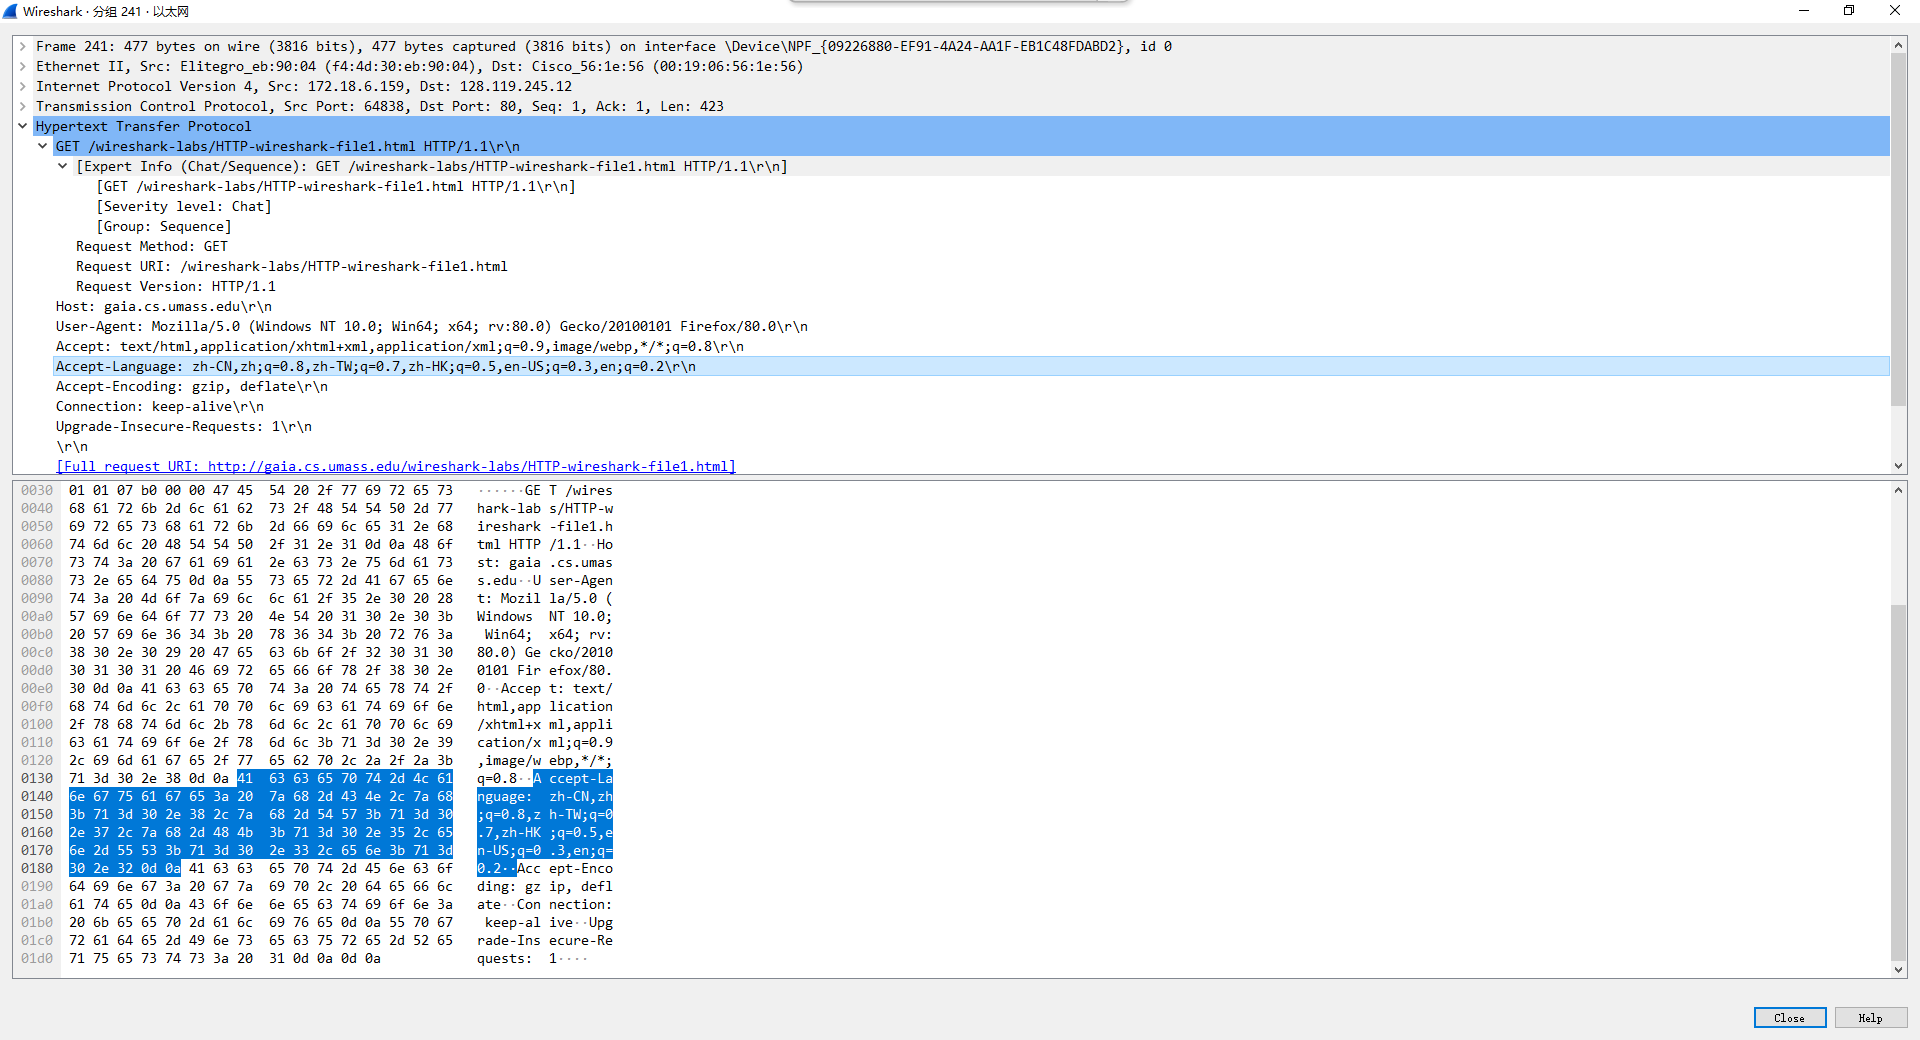 Wireshark · 分组 241 · 以太网
Frame 241: 477 bytes on wire (3816 bits), 477 bytes captured (3816 bits) on interface \Device\NPF_{09226880-EF91-4A24-AA1F-EB1C48FDABD2}, id 0
Ethernet II, Src: Elitegro_eb:90:04 (f4:4d:30:eb:90:04), Dst: Cisco_56:1e:56 (00:19:06:56:1e:56)
Internet Protocol Version 4, Src: 172.18.6.159, Dst: 128.119.245.12
Transmission Control Protocol, Src Port: 64838, Dst Port: 80, Seq: 1, Ack: 1, Len: 423
Hypertext Transfer Protocol
GET /wireshark-labs/HTTP-wireshark-file1.html HTTP/1.1\r\n
[Expert Info (Chat/Sequence): GET /wireshark-labs/HTTP-wireshark-file1.html HTTP/1.1\r\n]
[GET /wireshark-labs/HTTP-wireshark-file1.html HTTP/1.1\r\n]
[Severity level: Chat]
[Group: Sequence]
Request Method: GET
Request URI: /wireshark-labs/HTTP-wireshark-file1.html
Request Version: HTTP/1.1
Host: gaia.cs.umass.edu\r\n
User-Agent: Mozilla/5.0 (Windows NT 10.0; Win64; x64; rv:80.0) Gecko/20100101 Firefox/80.0\r\n
Accept: text/html,application/xhtml+xml,application/xml;q=0.9,image/webp,*/*;q=0.8\r\n
Accept-Language: zh-CN,zh;q=0.8,zh-TW;q=0.7,zh-HK;q=0.5,en-US;q=0.3,en;q=0.2\r\n
Accept-Encoding: gzip, deflate\r\n
Connection: keep-alive\r\n
Upgrade-Insecure-Requests: 1\r\n
\r\n
[Full request URI: http://gaia.cs.umass.edu/wireshark-labs/HTTP-wireshark-file1.html]
0030 01 01 07 b0 00 00 47 45 54 20 2f 77 69 72 65 73 ······GE T /wires
0040 68 61 72 6b 2d 6c 61 62 73 2f 48 54 54 50 2d 77 hark-lab s/HTTP-w
0050 69 72 65 73 68 61 72 6b 2d 66 69 6c 65 31 2e 68 ireshark -file1.h
0060 74 6d 6c 20 48 54 54 50 2f 31 2e 31 0d 0a 48 6f tml HTTP /1.1··Ho
0070 73 74 3a 20 67 61 69 61 2e 63 73 2e 75 6d 61 73 st: gaia .cs.umas
0080 73 2e 65 64 75 0d 0a 55 73 65 72 2d 41 67 65 6e s.edu··U ser-Agen
0090 74 3a 20 4d 6f 7a 69 6c 6c 61 2f 35 2e 30 20 28 t: Mozil la/5.0 (
00a0 57 69 6e 64 6f 77 73 20 4e 54 20 31 30 2e 30 3b Windows NT 10.0;
00b0 20 57 69 6e 36 34 3b 20 78 36 34 3b 20 72 76 3a Win64; x64; rv:
00c0 38 30 2e 30 29 20 47 65 63 6b 6f 2f 32 30 31 30 80.0) Ge cko/2010
00d0 30 31 30 31 20 46 69 72 65 66 6f 78 2f 38 30 2e 0101 Fir efox/80.
00e0 30 0d 0a 41 63 63 65 70 74 3a 20 74 65 78 74 2f 0··Accep t: text/
00f0 68 74 6d 6c 2c 61 70 70 6c 69 63 61 74 69 6f 6e html,app lication
0100 2f 78 68 74 6d 6c 2b 78 6d 6c 2c 61 70 70 6c 69 /xhtml+x ml,appli
0110 63 61 74 69 6f 6e 2f 78 6d 6c 3b 71 3d 30 2e 39 cation/x ml;q=0.9
0120 2c 69 6d 61 67 65 2f 77 65 62 70 2c 2a 2f 2a 3b ,image/w ebp,*/*;
0130 71 3d 30 2e 38 0d 0a 41 63 63 65 70 74 2d 4c 61 q=0.8··A ccept-La
0140 6e 67 75 61 67 65 3a 20 7a 68 2d 43 4e 2c 7a 68 nguage: zh-CN,zh
0150 3b 71 3d 30 2e 38 2c 7a 68 2d 54 57 3b 71 3d 30 ;q=0.8,z h-TW;q=0
0160 2e 37 2c 7a 68 2d 48 4b 3b 71 3d 30 2e 35 2c 65 .7,zh-HK ;q=0.5,e
0170 6e 2d 55 53 3b 71 3d 30 2e 33 2c 65 6e 3b 71 3d n-US;q=0 .3,en;q=
0180 30 2e 32 0d 0a 41 63 63 65 70 74 2d 45 6e 63 6f 0.2··Acc ept-Enco
0190 64 69 6e 67 3a 20 67 7a 69 70 2c 20 64 65 66 6c ding: gz ip, defl
01a0 61 74 65 0d 0a 43 6f 6e 6e 65 63 74 69 6f 6e 3a ate··Con nection:
01b0 20 6b 65 65 70 2d 61 6c 69 76 65 0d 0a 55 70 67 keep-al ive··Upg
01c0 72 61 64 65 2d 49 6e 73 65 63 75 72 65 2d 52 65 rade-Ins ecure-Re
01d0 71 75 65 73 74 73 3a 20 31 0d 0a 0d 0a quests: 1····
Close Help